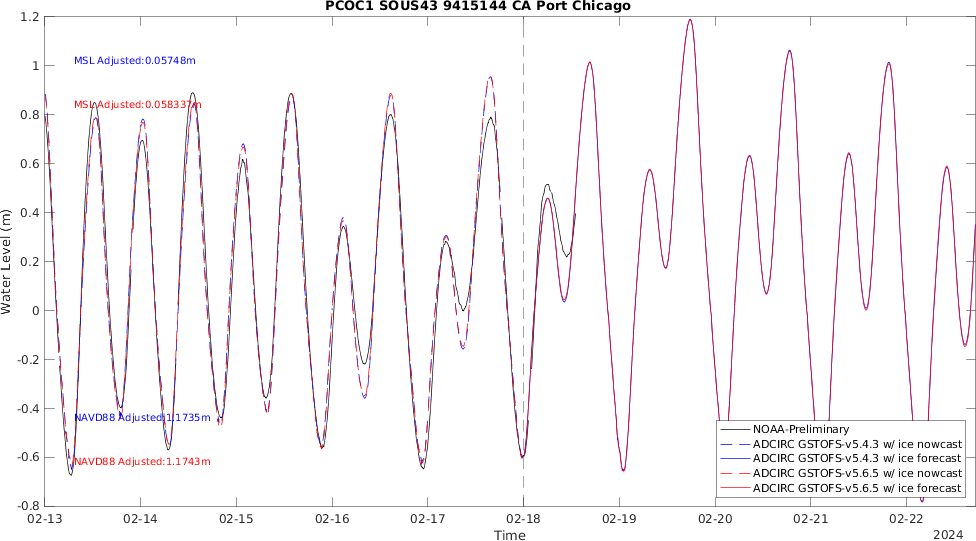 PCOC1 SOUS43 9415144 CA Port Chicago
1.2
1
0.8
0.6
0.4
0.2
0
-0.2
-0.4
-0.6
-0.8
Water Level (m)
MSL Adjusted:0.05748m
MSL Adjusted:0.058337m
NAVD88 Adjusted:1.1735m
NAVD88 Adjusted:1.1743m
NOAA-Preliminary
ADCIRC GSTOFS-v5.4.3 w/ ice nowcast
ADCIRC GSTOFS-v5.4.3 w/ ice forecast
ADCIRC GSTOFS-v5.6.5 w/ ice nowcast
ADCIRC GSTOFS-v5.6.5 w/ ice forecast
02-13 02-14 02-15 02-16 02-17 02-18 02-19 02-20 02-21 02-22
Time
2024